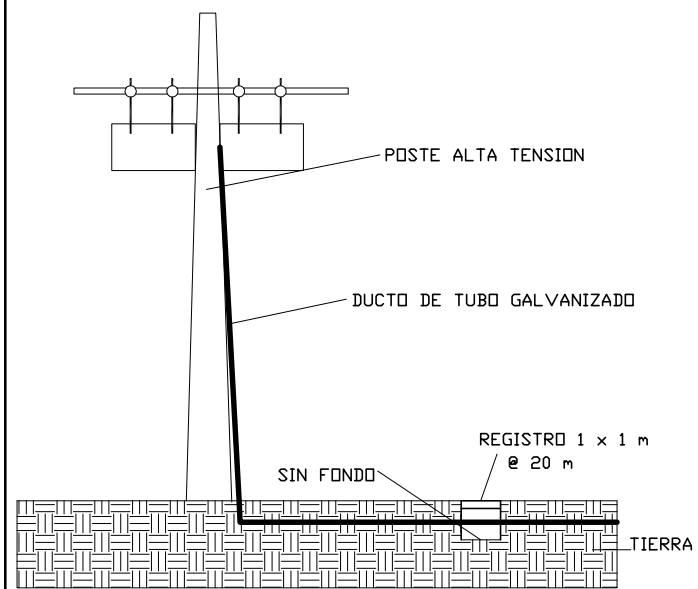 POSTE ALTA TENSION
DUCTO DE TUBO GALVANIZADO
REGISTRO 1 x 1 m
@ 20 m
SIN FONDO
TIERRA